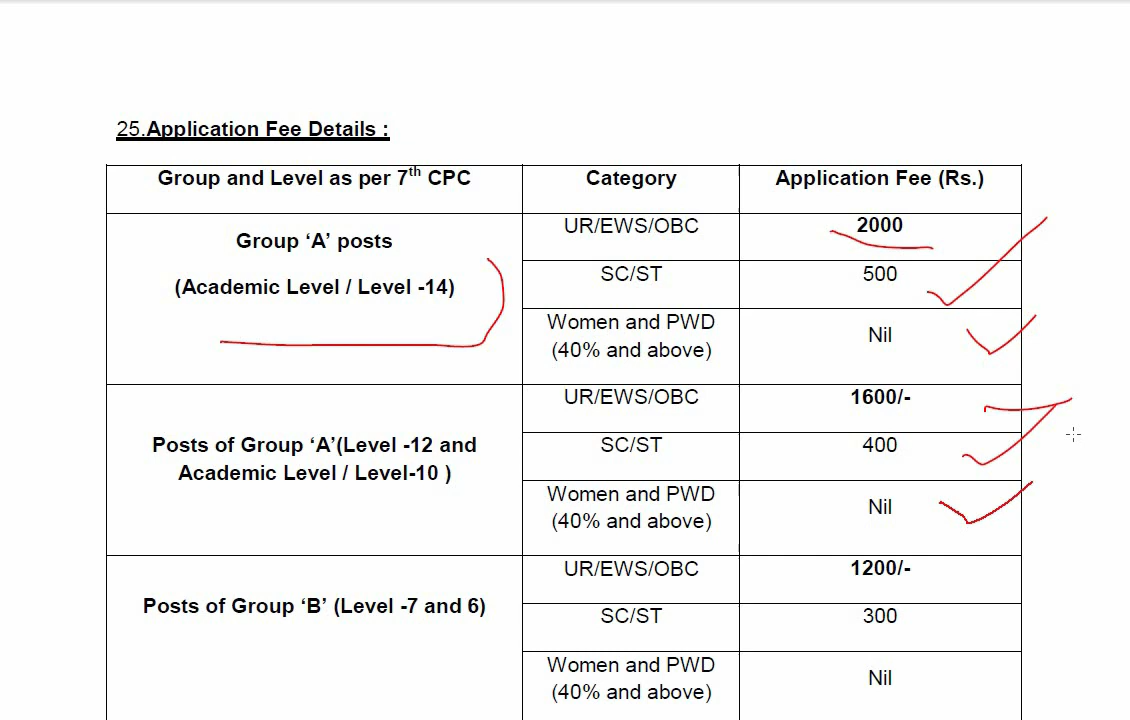 25.Application Fee Details :
Group and Level as per 7th CPC
Category
Application Fee (Rs.)
Group ‘A’ posts
(Academic Level / Level -14)
UR/EWS/OBC
2000
SC/ST
500
Women and PWD
(40% and above)
Nil
Posts of Group ‘A’(Level -12 and
Academic Level / Level-10 )
UR/EWS/OBC
1600/-
SC/ST
400
Women and PWD
(40% and above)
Nil
Posts of Group ‘B’ (Level -7 and 6)
UR/EWS/OBC
1200/-
SC/ST
300
Women and PWD
(40% and above)
Nil